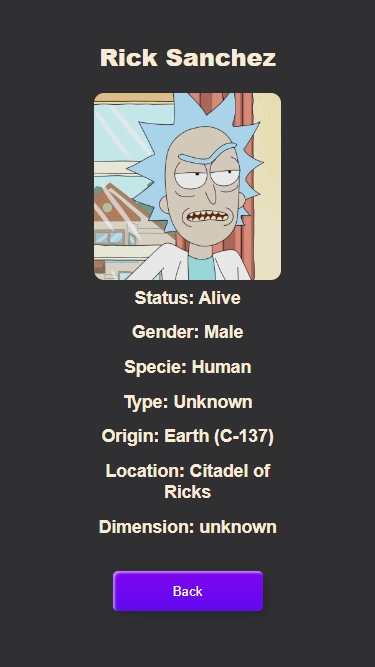 Rick Sanchez
Status: Alive
Gender: Male
Specie: Human
Type: Unknown
Origin: Earth (C-137)
Location: Citadel of
Ricks
Dimension: unknown
Back